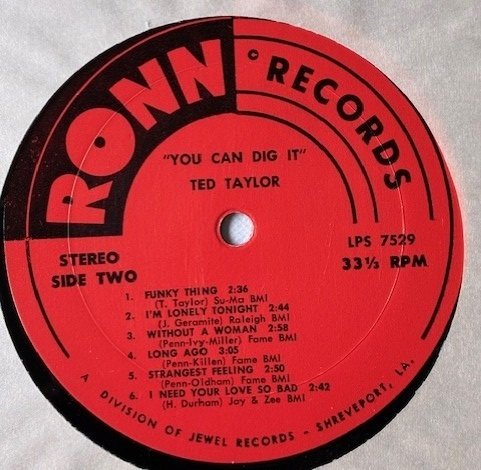 RONN © RECORDS
"YOU CAN DIG IT"
TED TAYLOR
STEREO
SIDE TWO
LPS 7529
33⅓ RPM
1. FUNKY THING 2:36
(T. Taylor) Su-Ma BMI
2. I'M LONELY TONIGHT 2:44
(J. Geramite) Raleigh BMI
3. WITHOUT A WOMAN 2:58
(Penn-Ivy-Miller) Fame BMI
4. LONG AGO 3:05
(Penn-Killen) Fame BMI
5. STRANGEST FEELING 2:50
(Penn-Oldham) Fame BMI
6. I NEED YOUR LOVE SO BAD 2:42
(H. Durham) Jay & Zee BMI
A DIVISION OF JEWEL RECORDS - SHREVEPORT, LA.